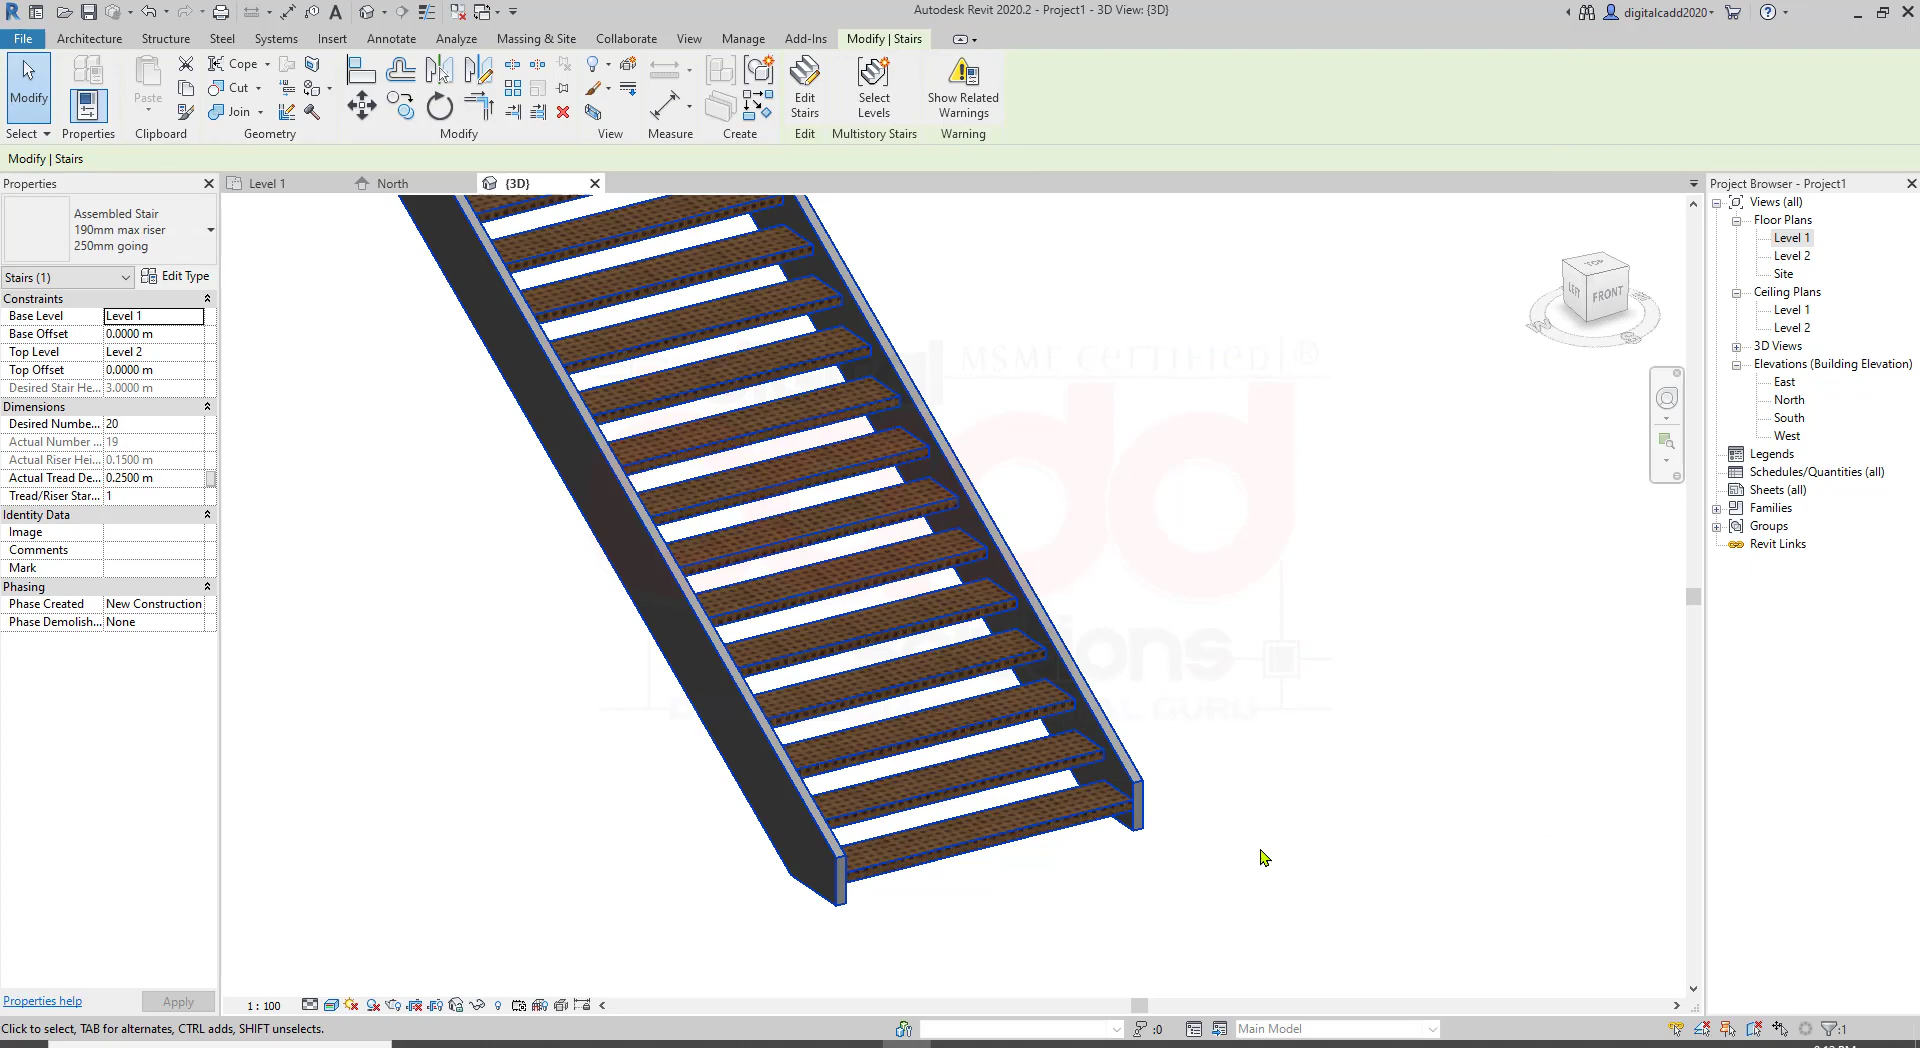 Autodesk Revit 2020.2 - Project1 - 3D View: {3D}
digitalcadd2020
File Architecture Structure Steel Systems Insert Annotate Analyze Massing & Site Collaborate View Manage Add-Ins Modify | Stairs
Modify
Paste
Cope
Cut
Join
Edit Stairs
Select Levels
Show Related Warnings
Select Properties Clipboard Geometry Modify View Measure Create Edit Multistory Stairs Warning
Modify | Stairs
Properties
Level 1 North {3D}
Project Browser - Project1
Assembled Stair
190mm max riser
250mm going
Stairs (1) Edit Type
Constraints
Base Level Level 1
Base Offset 0.0000 m
Top Level Level 2
Top Offset 0.0000 m
Desired Stair He... 3.0000 m
Dimensions
Desired Numbe... 20
Actual Number ... 19
Actual Riser Hei... 0.1500 m
Actual Tread De... 0.2500 m
Tread/Riser Star... 1
Identity Data
Image
Comments
Mark
Phasing
Phase Created New Construction
Phase Demolish... None
Properties help Apply
TOP
LEFT FRONT
W S
MSME CERTIFIED ®
GURU
Views (all)
Floor Plans
Level 1
Level 2
Site
Ceiling Plans
Level 1
Level 2
3D Views
Elevations (Building Elevation)
East
North
South
West
Legends
Schedules/Quantities (all)
Sheets (all)
Families
Groups
Revit Links
1 : 100
Click to select, TAB for alternates, CTRL adds, SHIFT unselects.
:0
Main Model
:1